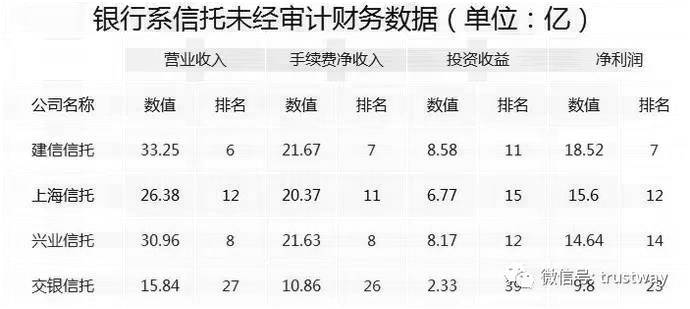 银行系信托未经审计财务数据（单位：亿）
营业收入 手续费净收入 投资收益 净利润
公司名称 数值 排名 数值 排名 数值 排名 数值 排名
建信信托 33.25 6 21.67 7 8.58 11 18.52 7
上海信托 26.38 12 20.37 11 6.77 15 15.6 12
兴业信托 30.96 8 21.63 8 8.17 12 14.64 14
交银信托 15.84 27 10.86 26 2.33 39 9.8 23
微信号: trustway